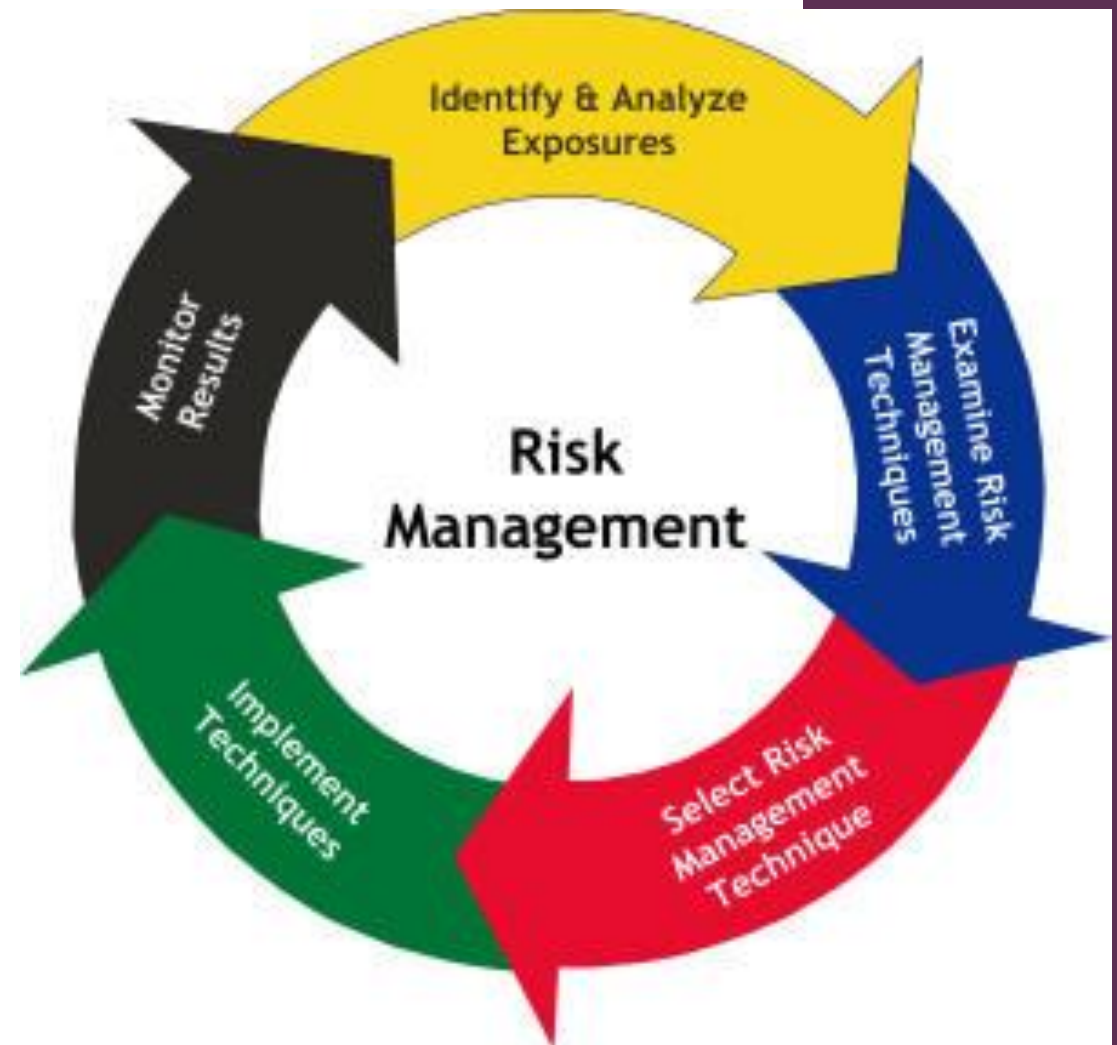 Identify & Analyze
Exposures
Examine Risk
Management
Techniques
Select Risk
Management
Technique
Implement
Techniques
Monitor
Results
Risk
Management